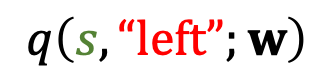 q(s, “left”; w)